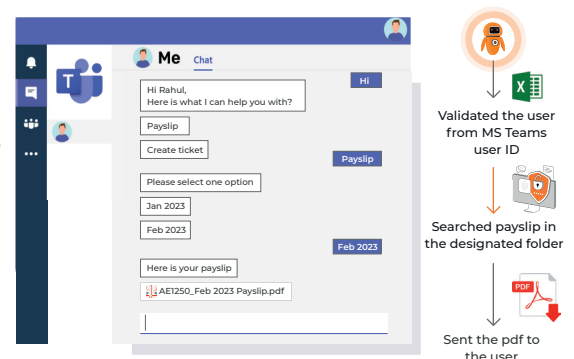 Me Chat
Hi
Hi Rahul,
Here is what I can help you with?
Payslip
Create ticket
Payslip
Please select one option
Jan 2023
Feb 2023
Feb 2023
Here is your payslip
AE1250_Feb 2023 Payslip.pdf
T
X
Validated the user
from MS Teams
user ID
Searched payslip in
the designated folder
PDF
Sent the pdf to
the user